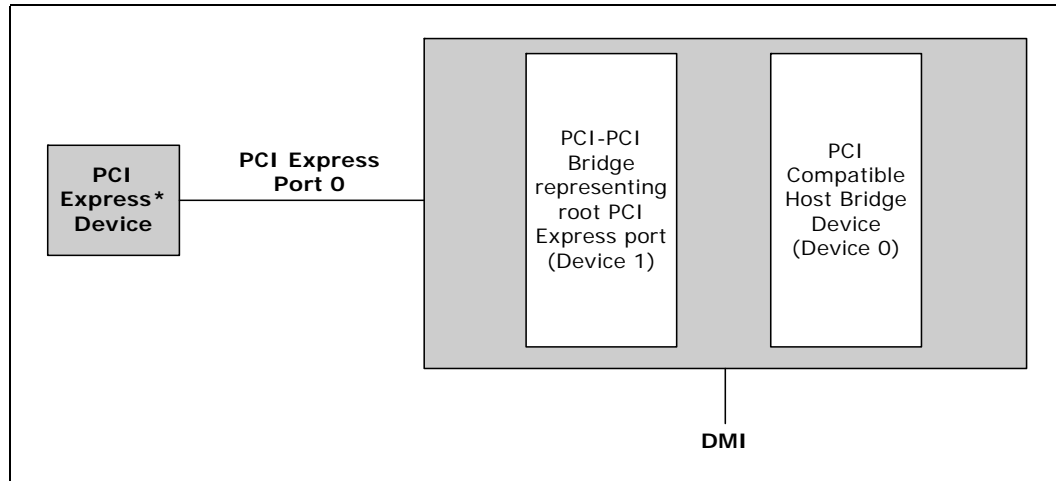 PCI
Express*
Device
PCI Express
Port 0
PCI-PCI
Bridge
representing
root PCI
Express port
(Device 1)
PCI
Compatible
Host Bridge
Device
(Device 0)
DMI